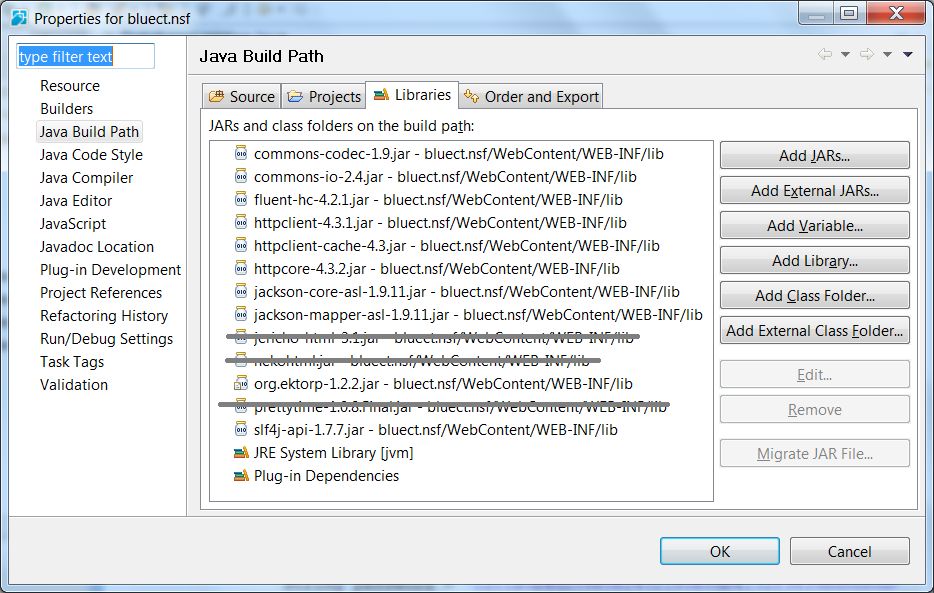 Properties for bluect.nsf
type filter text
Resource
Builders
Java Build Path
Java Code Style
Java Compiler
Java Editor
JavaScript
Javadoc Location
Plug-in Development
Project References
Refactoring History
Run/Debug Settings
Task Tags
Validation
Java Build Path
Source
Projects
Libraries
Order and Export
JARs and class folders on the build path:
commons-codec-1.9.jar - bluect.nsf/WebContent/WEB-INF/lib
commons-io-2.4.jar - bluect.nsf/WebContent/WEB-INF/lib
fluent-hc-4.2.1.jar - bluect.nsf/WebContent/WEB-INF/lib
httpclient-4.3.1.jar - bluect.nsf/WebContent/WEB-INF/lib
httpclient-cache-4.3.jar - bluect.nsf/WebContent/WEB-INF/lib
httpcore-4.3.2.jar - bluect.nsf/WebContent/WEB-INF/lib
jackson-core-asl-1.9.11.jar - bluect.nsf/WebContent/WEB-INF/lib
jackson-mapper-asl-1.9.11.jar - bluect.nsf/WebContent/WEB-INF/lib
jericho-html-3.1.jar - bluect.nsf/WebContent/WEB-INF/lib
nekohtml.jar - bluect.nsf/WebContent/WEB-INF/lib
org.ektorp-1.2.2.jar - bluect.nsf/WebContent/WEB-INF/lib
prettytime-1.0.8.Final.jar - bluect.nsf/WebContent/WEB-INF/lib
slf4j-api-1.7.7.jar - bluect.nsf/WebContent/WEB-INF/lib
JRE System Library [jvm]
Plug-in Dependencies
Add JARs...
Add External JARs...
Add Variable...
Add Library...
Add Class Folder...
Add External Class Folder...
Edit...
Remove
Migrate JAR File...
OK
Cancel